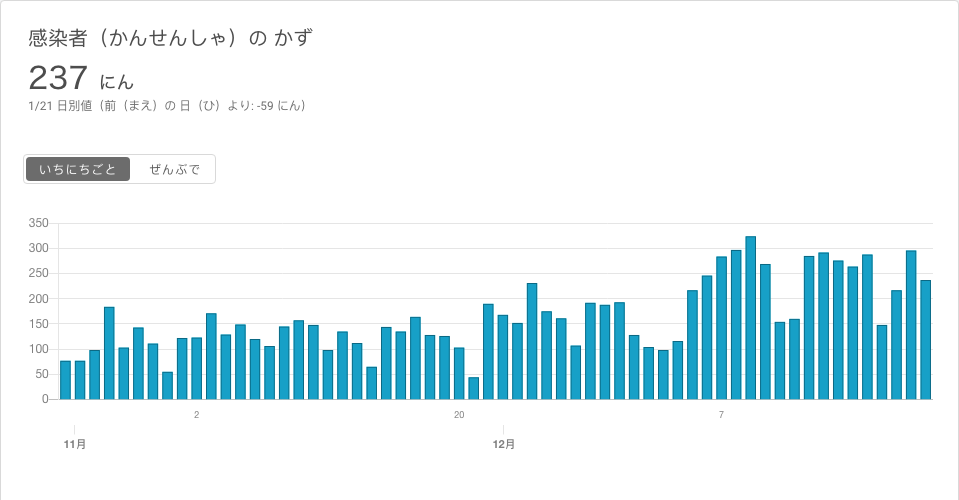 感染者（かんせんしゃ）の かず
237 にん
1/21 日別値（前（まえ）の 日（ひ）より: -59 にん）
いちにちごと ぜんぶで
350
300
250
200
150
100
50
0
2 20 7
11月 12月